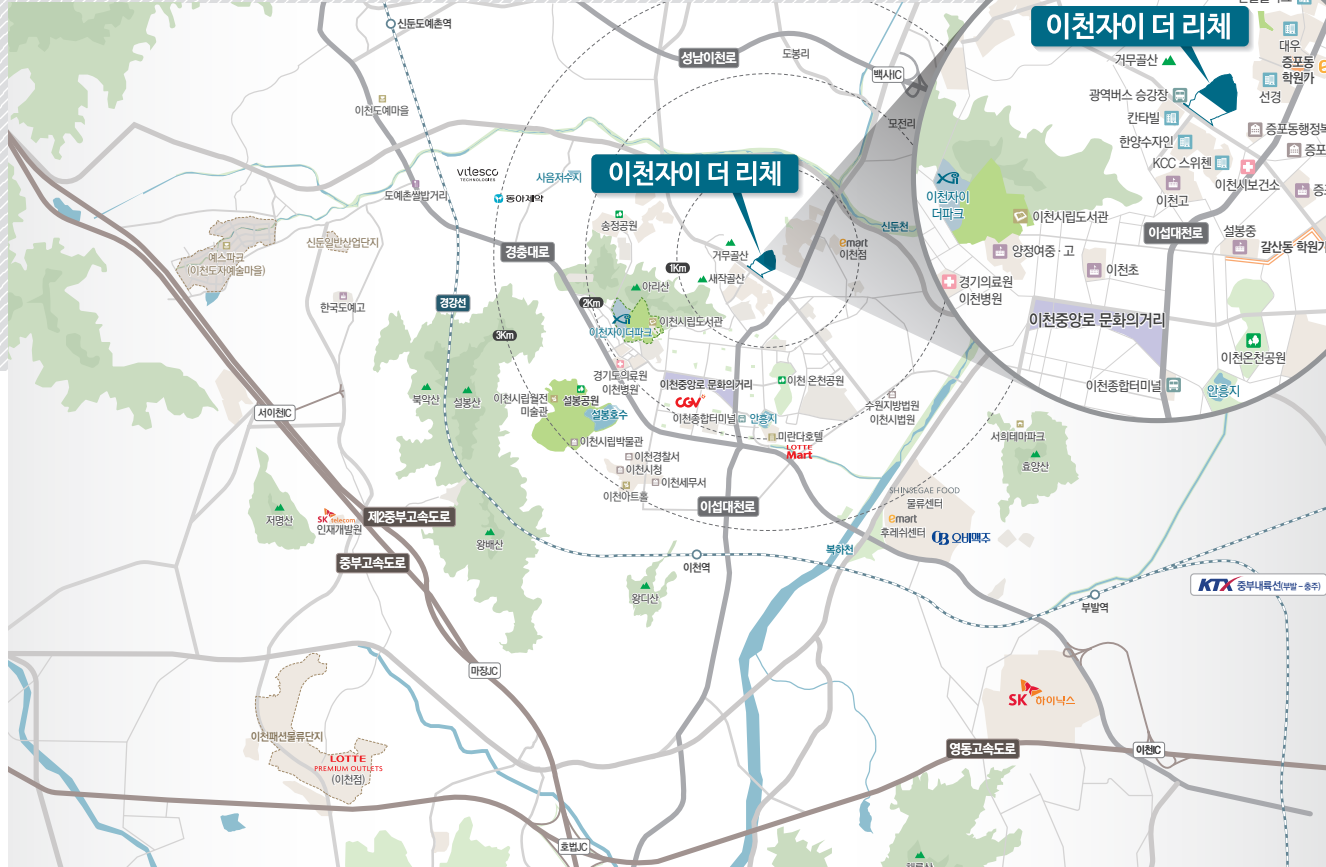 신둔도예촌역
성남이천로
도봉리
백사IC
이천도예마을
모전리
vitesco
TECHNOLOGIES
사음저수지
이천자이 더 리체
도예촌쌀밥거리
동아제약
송정공원
신둔천
예스파크
(이천도자예술마을)
신둔일반산업단지
경충대로
거무골산
emart
이천점
1Km
새작골산
아리산
한국도예고
경강선
2Km
이천자이더파크
이천시립도서관
3Km
경기도의료원
이천병원
이천중앙로 문화의거리
이천 온천공원
북악산
설봉산
이천시립월전
미술관
설봉공원
설봉호수
CGV
이천종합터미널
안흥지
수원지방법원
이천시법원
서이천IC
이천시립박물관
미란다호텔
LOTTE
Mart
서희테마파크
효양산
이천경찰서
이천시청
이천세무서
이천아트홀
이섭대천로
SHINSEGAE FOOD
물류센터
emart
후레쉬센터
OB 오비맥주
저명산
SK telecom
인재개발원
제2중부고속도로
왕배산
중부고속도로
이천역
복하천
왕디산
부발역
KTX 중부내륙선(부발 - 충주)
마장JC
SK 하이닉스
이천패션물류단지
LOTTE
PREMIUM OUTLETS
(이천점)
영동고속도로
이천IC
호법JC
이천자이 더 리체
거무골산
대우
증포동
학원가
광역버스 승강장
선경
칸타빌
증포동행정복
한양수자인
증포
KCC 스위첸
이천시보건소
이천자이
더파크
이천고
이천시립도서관
이섭대천로
설봉중
갈산동 학원가
양정여중 · 고
이천초
경기의료원
이천병원
이천중앙로 문화의거리
이천온천공원
이천종합터미널
안흥지